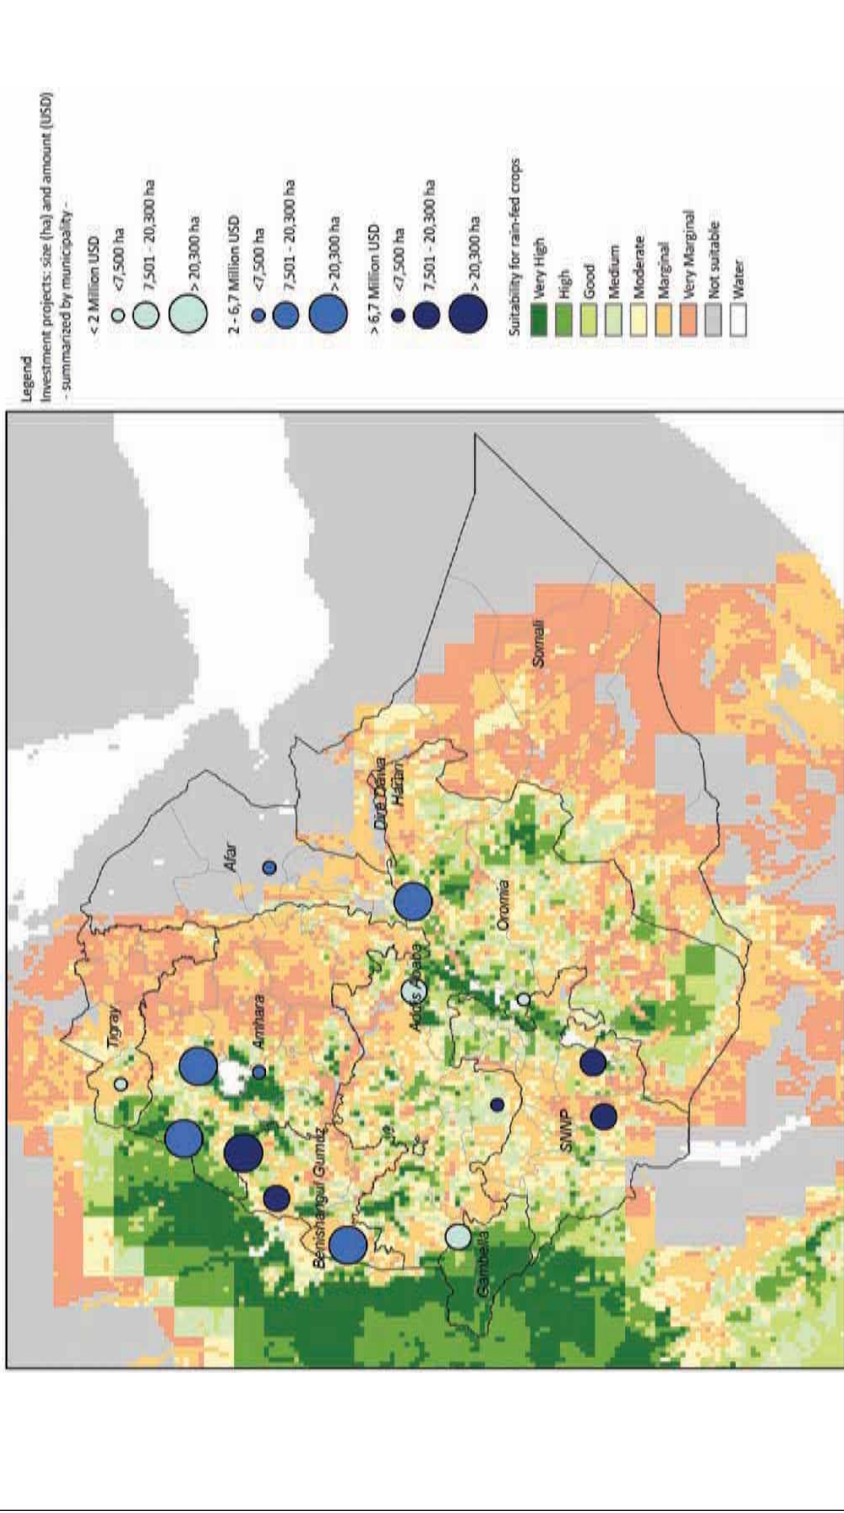 Legend
Investment projects: size (ha) and amount (USD)
- summarized by municipality -
< 2 Million USD
<7,500 ha
7,501 - 20,300 ha
> 20,300 ha
2 - 6,7 Million USD
<7,500 ha
7,501 - 20,300 ha
> 20,300 ha
> 6,7 Million USD
<7,500 ha
7,501 - 20,300 ha
> 20,300 ha
Suitability for rain-fed crops
Very High
High
Good
Medium
Moderate
Marginal
Very Marginal
Not suitable
Water
Tigray
Afar
Amhara
Benishangul Gumuz
Dire Dawa
Harari
Addis Ababa
Gambella
Oromia
Somali
SNNP